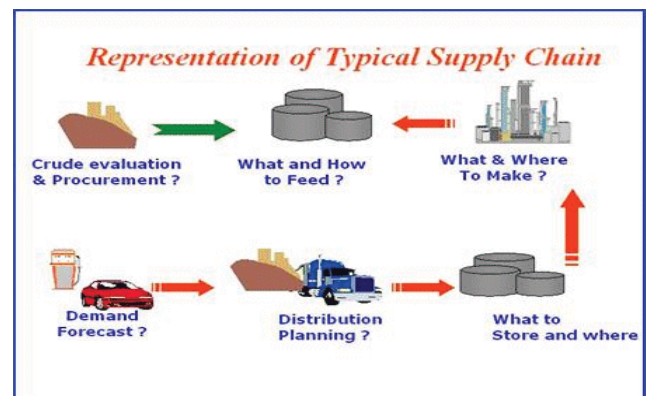 Representation of Typical Supply Chain
Crude evaluation
& Procurement ?
What and How
to Feed ?
What & Where
To Make ?
Demand
Forecast ?
Distribution
Planning ?
What to
Store and where